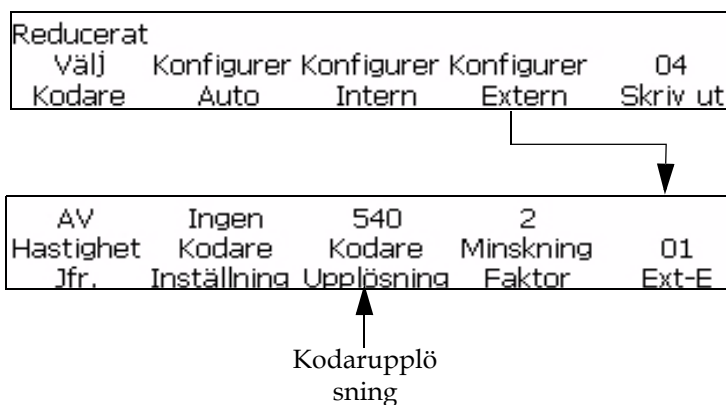 Reducerat
Välj Konfigurer Konfigurer Konfigurer 04
Kodare Auto Intern Extern Skriv ut
AV Ingen 540 2
Hastighet Kodare Kodare Minskning 01
Jfr. Inställning Upplösning Faktor Ext-E
Kodarupplö
sning